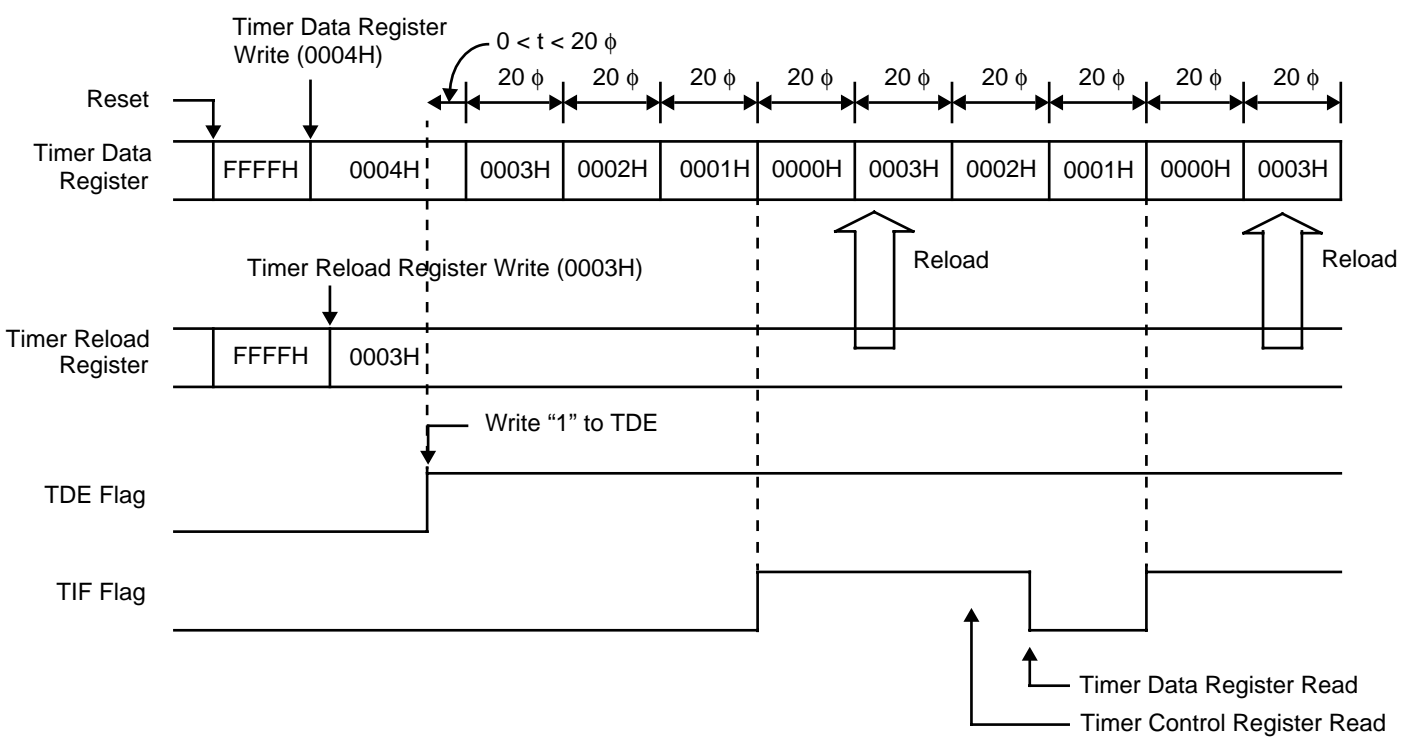 Timer Data Register
Write (0004H)
0 < t < 20 ϕ
20 ϕ 20 ϕ 20 ϕ 20 ϕ 20 ϕ 20 ϕ 20 ϕ 20 ϕ 20 ϕ
Reset
Timer Data
Register
FFFFH 0004H 0003H 0002H 0001H 0000H 0003H 0002H 0001H 0000H 0003H
Reload Reload
Timer Reload Register Write (0003H)
Timer Reload
Register
FFFFH 0003H
Write “1” to TDE
TDE Flag
TIF Flag
Timer Data Register Read
Timer Control Register Read